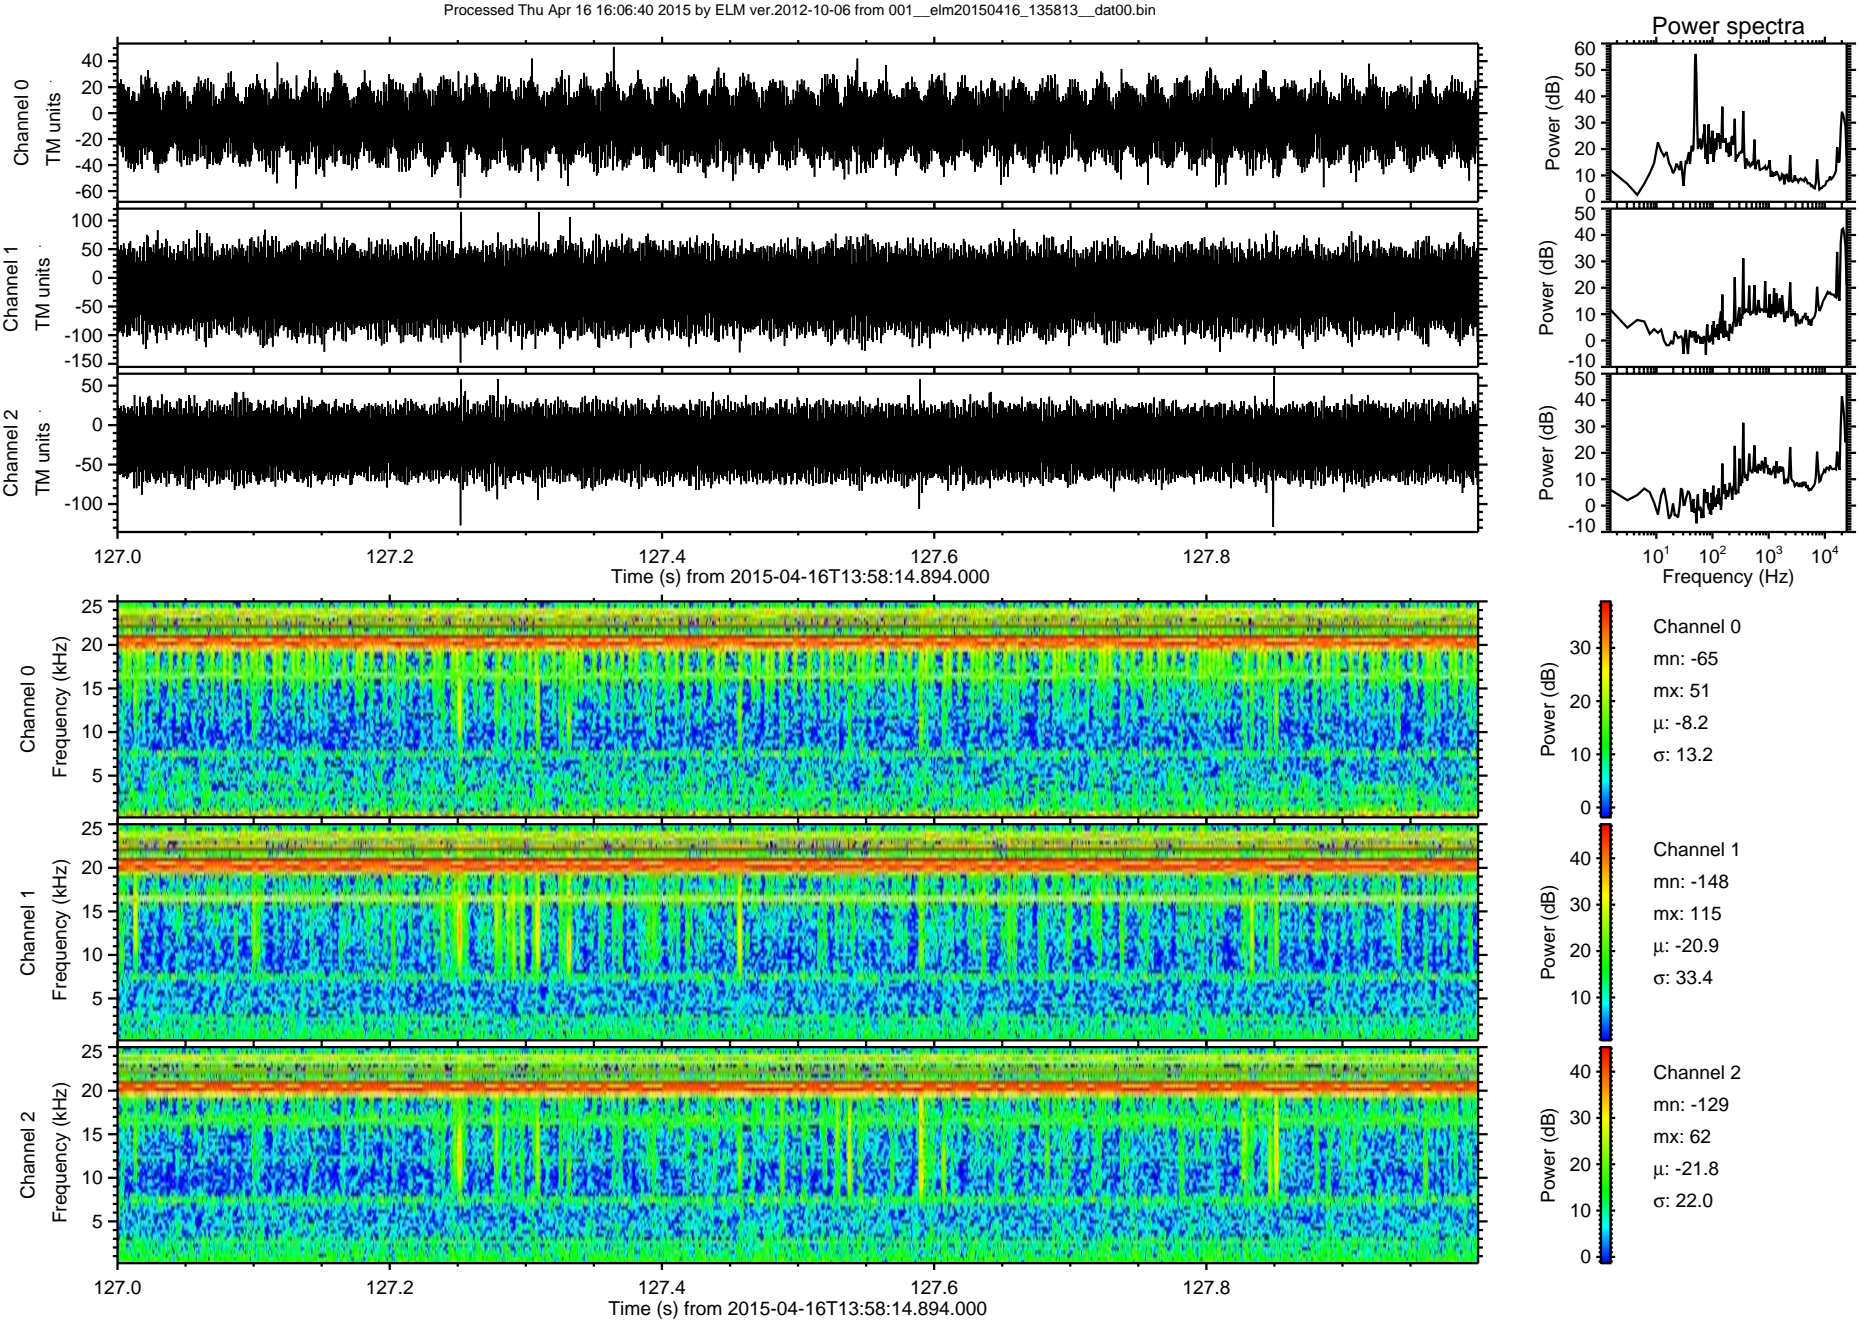 Processed Thu Apr 16 16:06:40 2015 by ELM ver.2012-10-06 from 001__elm20150416_135813__dat00.bin
Power spectra
Channel 0
TM units
40
20
0
-20
-40
-60
Power (dB)
60
50
40
30
20
10
0
Channel 1
TM units
100
50
0
-50
-100
-150
Power (dB)
50
40
30
20
10
0
-10
Channel 2
TM units
50
0
-50
-100
Power (dB)
50
40
30
20
10
0
-10
127.0 127.2 127.4 127.6 127.8
Time (s) from 2015-04-16T13:58:14.894.000
10¹ 10² 10³ 10⁴
Frequency (Hz)
Channel 0
Frequency (kHz)
25
20
15
10
5
Power (dB)
30
20
10
0
Channel 0
mn: -65
mx: 51
μ: -8.2
σ: 13.2
Channel 1
Frequency (kHz)
25
20
15
10
5
Power (dB)
40
30
20
10
Channel 1
mn: -148
mx: 115
μ: -20.9
σ: 33.4
Channel 2
Frequency (kHz)
25
20
15
10
5
Power (dB)
40
30
20
10
0
Channel 2
mn: -129
mx: 62
μ: -21.8
σ: 22.0
127.0 127.2 127.4 127.6 127.8
Time (s) from 2015-04-16T13:58:14.894.000